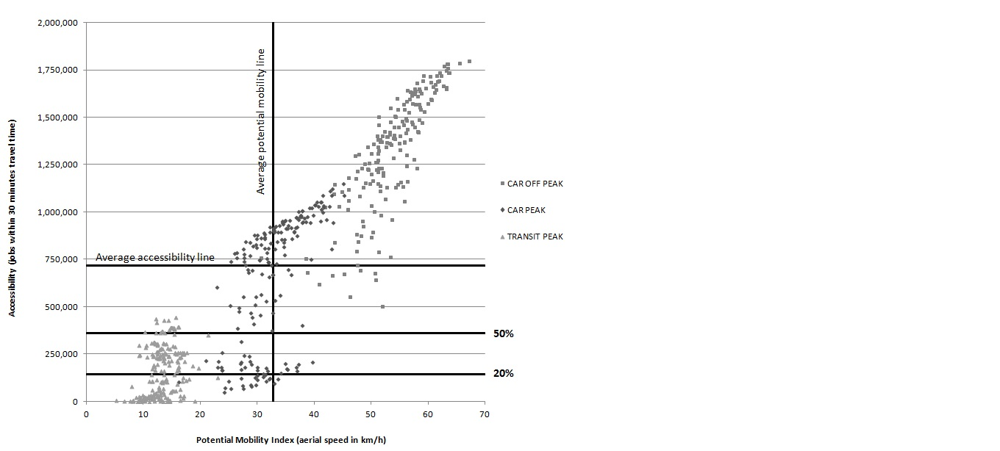 2,000,000
1,750,000
1,500,000
1,250,000
1,000,000
750,000
500,000
250,000
0
0 10 20 30 40 50 60 70
Accessibility (jobs within 30 minutes travel time)
Potential Mobility Index (aerial speed in km/h)
Average potential mobility line
Average accessibility line
50%
20%
CAR OFF PEAK
CAR PEAK
TRANSIT PEAK